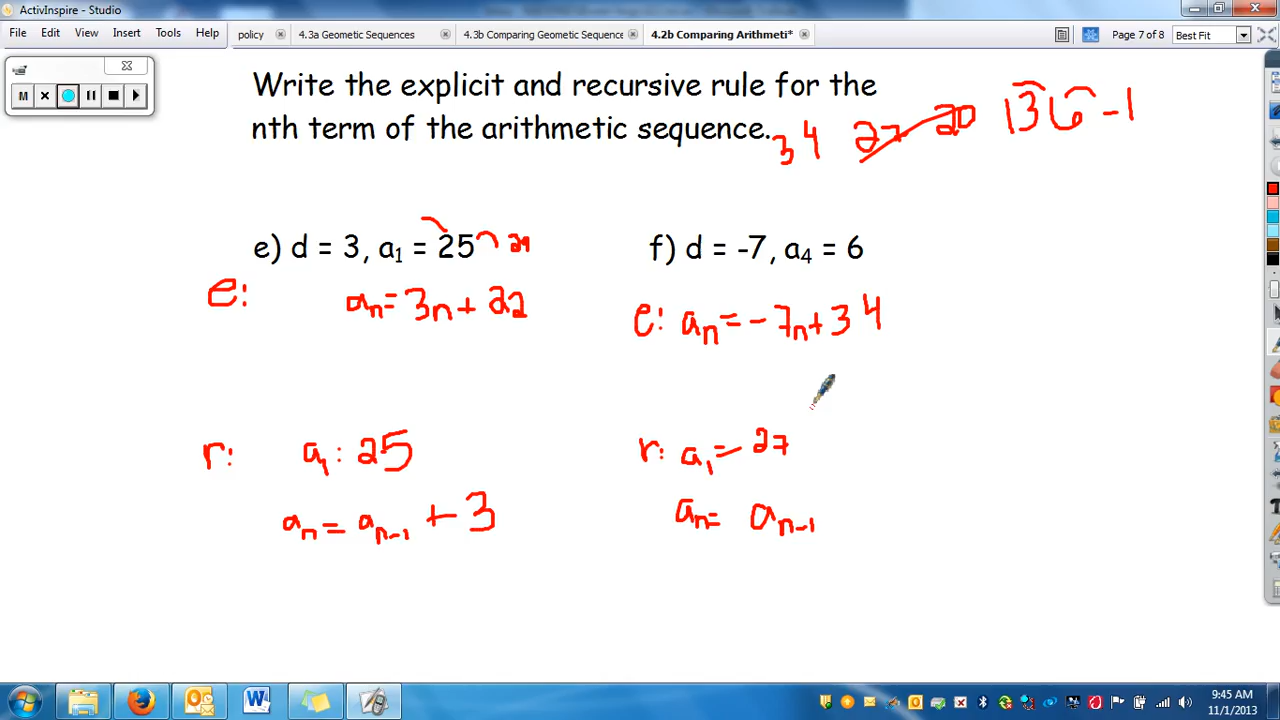 ActivInspire - Studio
File Edit View Insert Tools Help
policy 4.3a Geometic Sequences 4.3b Comparing Geometic Sequence 4.2b Comparing Arithmeti*
Page 7 of 8 Best Fit
M
Write the explicit and recursive rule for the
nth term of the arithmetic sequence.
34 27 20 13 6 -1
e) d = 3, a₁ = 25
f) d = -7, a₄ = 6
e: aₙ = 3n + 22
e: aₙ = -7n + 34
r: a₁ : 25
r: a₁ = 27
aₙ = aₙ₋₁ + 3
aₙ = aₙ₋₁
9:45 AM
11/1/2013